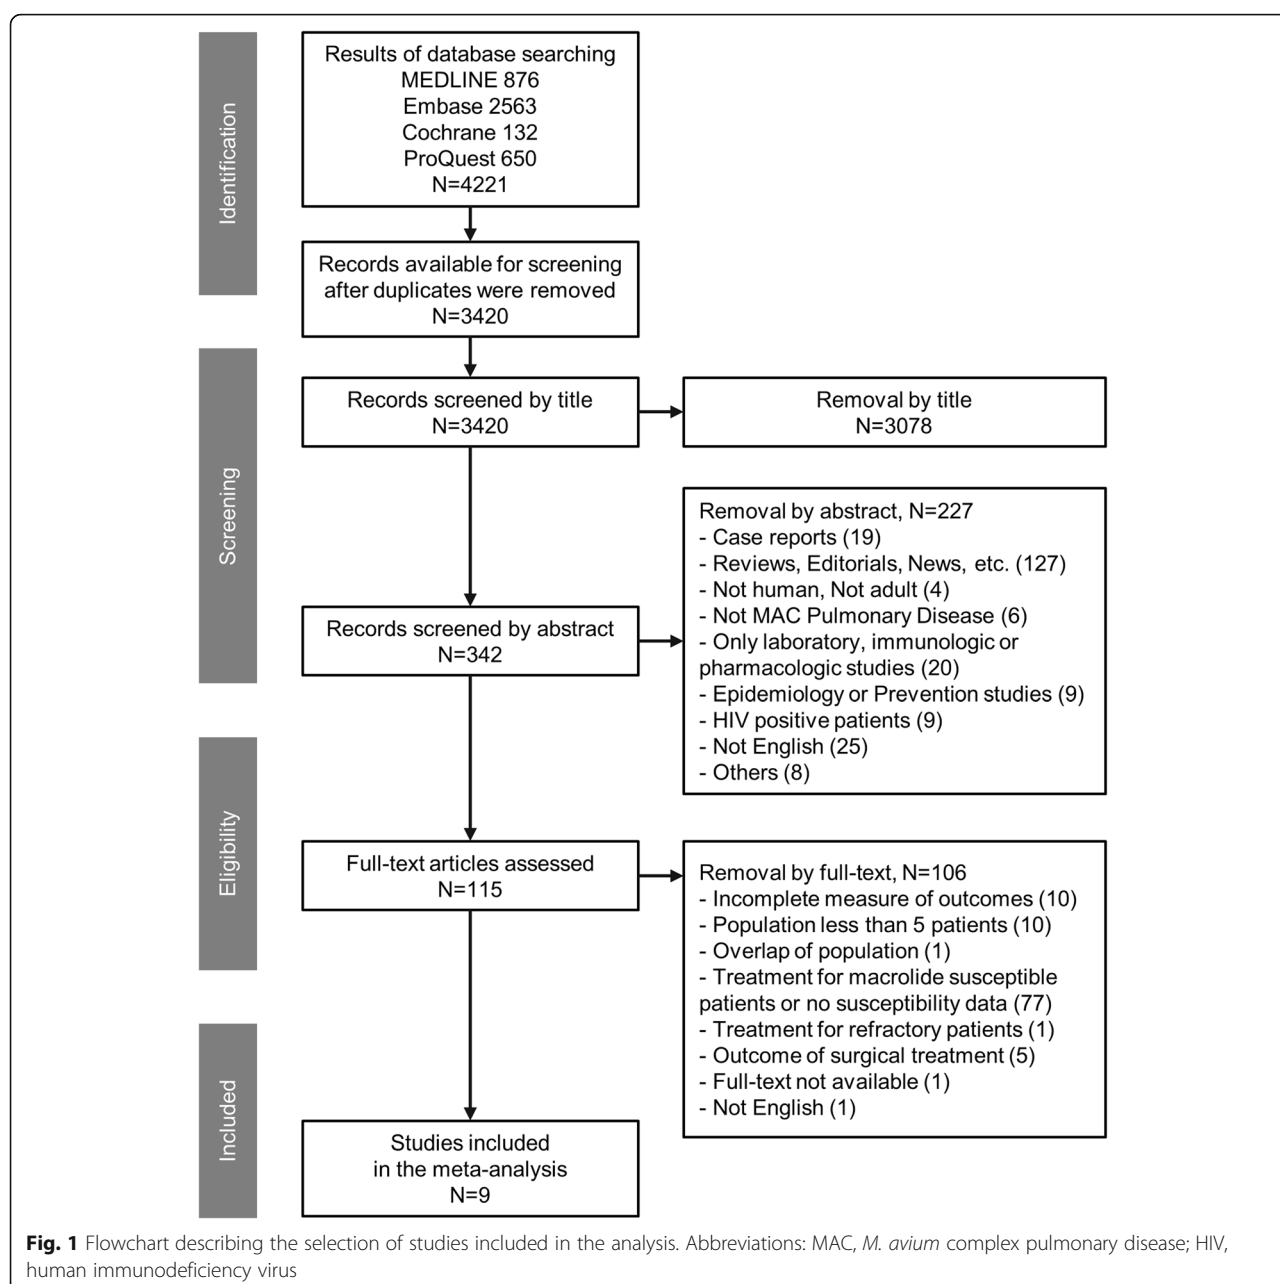 Identification
Results of database searching
MEDLINE 876
Embase 2563
Cochrane 132
ProQuest 650
N=4221
Records available for screening
after duplicates were removed
N=3420
Screening
Records screened by title
N=3420
Removal by title
N=3078
Records screened by abstract
N=342
Removal by abstract, N=227
- Case reports (19)
- Reviews, Editorials, News, etc. (127)
- Not human, Not adult (4)
- Not MAC Pulmonary Disease (6)
- Only laboratory, immunologic or
pharmacologic studies (20)
- Epidemiology or Prevention studies (9)
- HIV positive patients (9)
- Not English (25)
- Others (8)
Eligibility
Full-text articles assessed
N=115
Removal by full-text, N=106
- Incomplete measure of outcomes (10)
- Population less than 5 patients (10)
- Overlap of population (1)
- Treatment for macrolide susceptible
patients or no susceptibility data (77)
- Treatment for refractory patients (1)
- Outcome of surgical treatment (5)
- Full-text not available (1)
- Not English (1)
Included
Studies included
in the meta-analysis
N=9
Fig. 1 Flowchart describing the selection of studies included in the analysis. Abbreviations: MAC, M. avium complex pulmonary disease; HIV,
human immunodeficiency virus